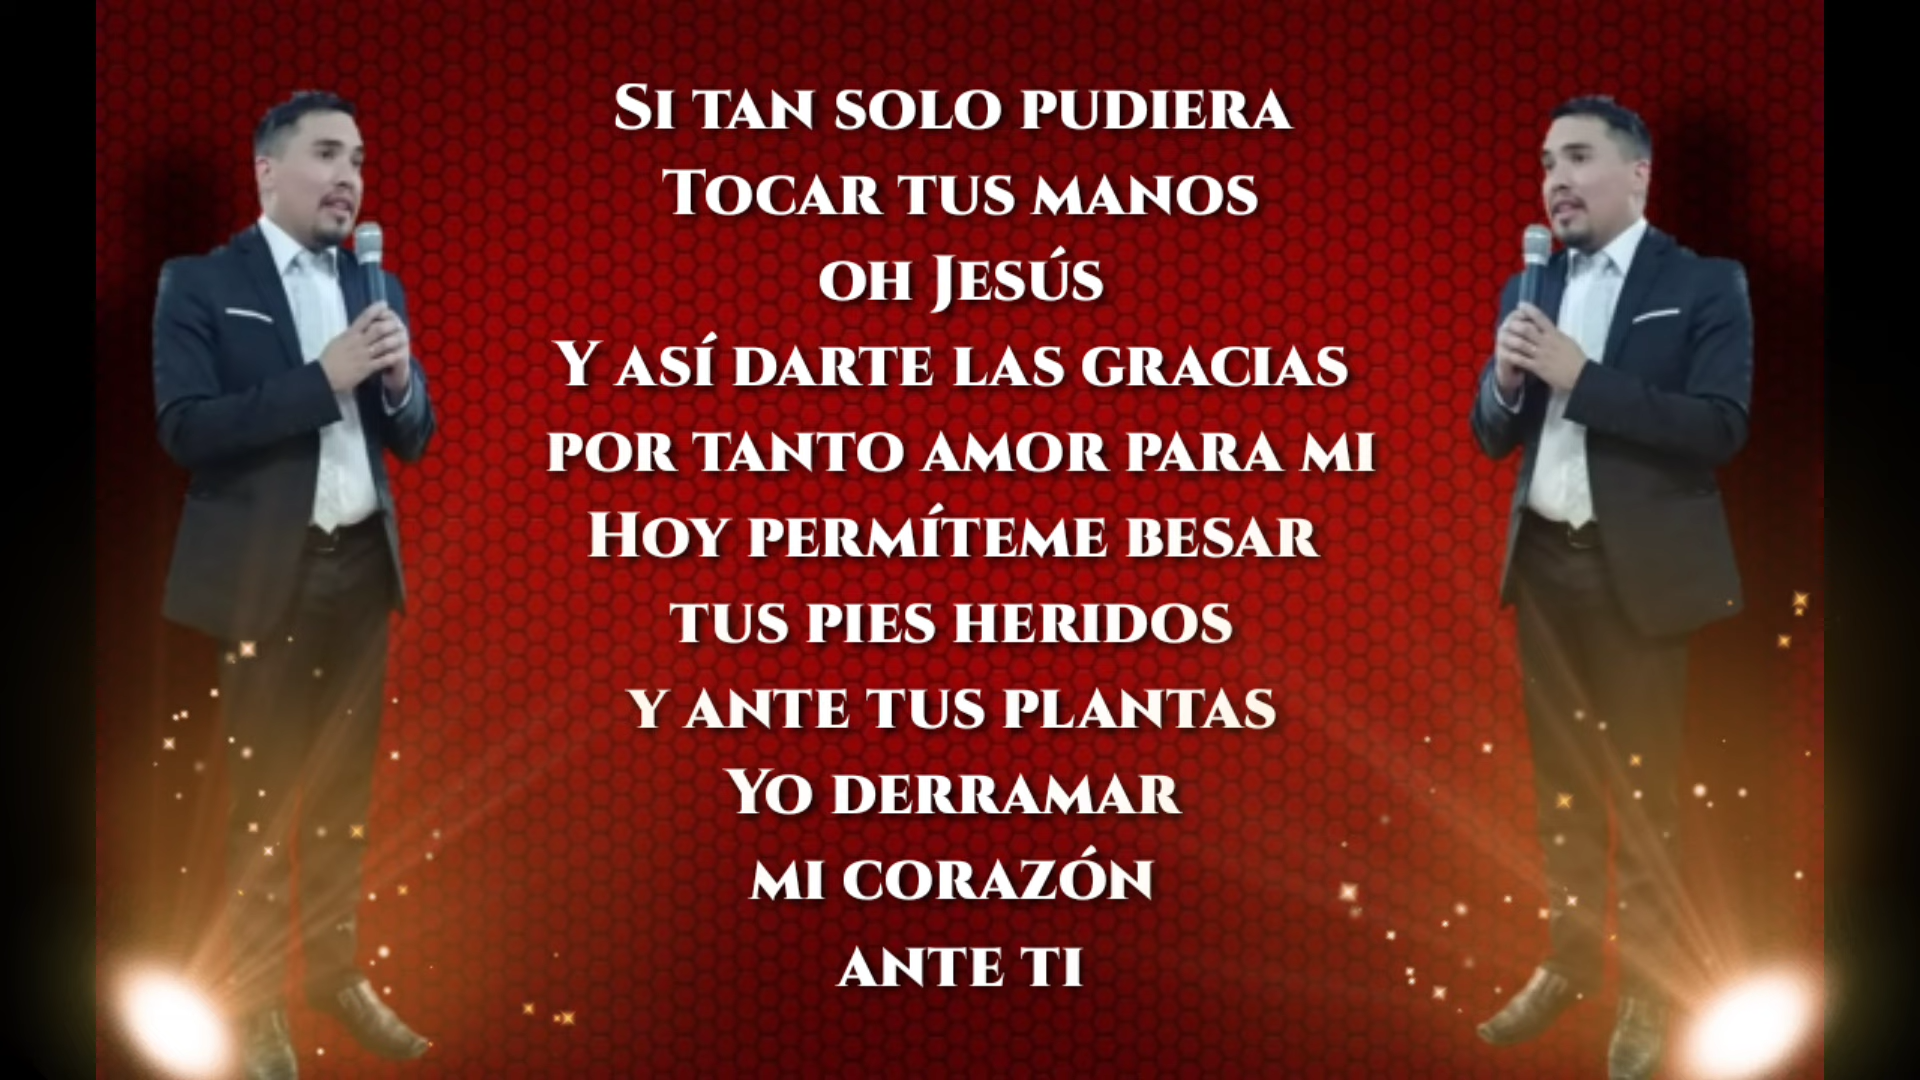 Si tan solo pudiera
Tocar tus manos
oh Jesús
Y así darte las gracias
por tanto amor para mi
Hoy permíteme besar
tus pies heridos
y ante tus plantas
Yo derramar
mi corazón
ante ti